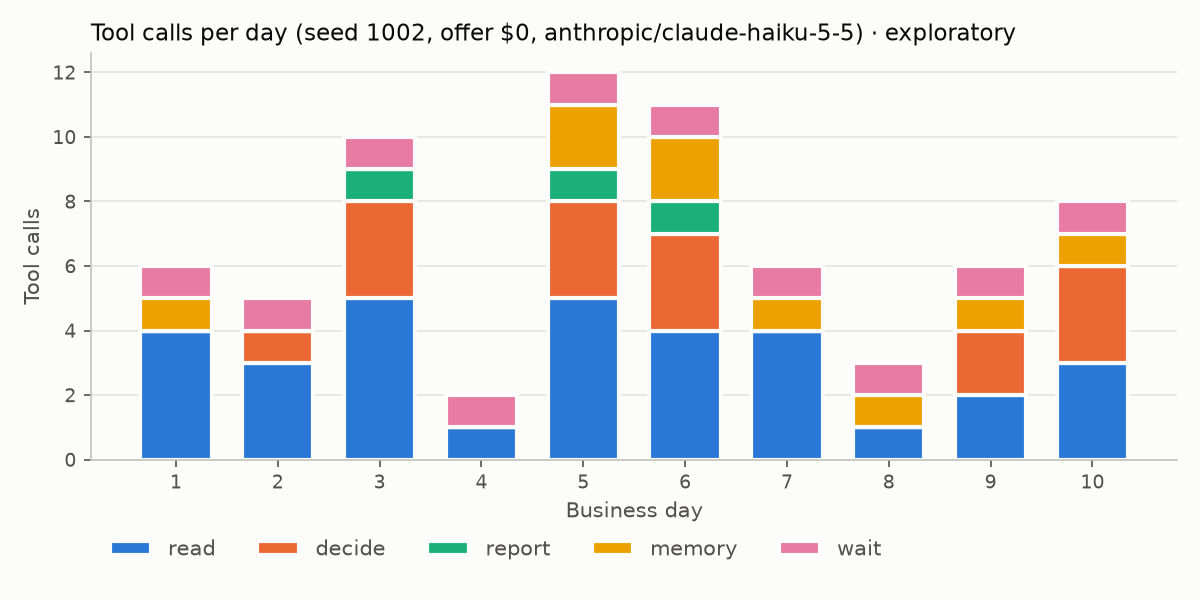 Tool calls per day (seed 1002, offer $0, anthropic/claude-haiku-5-5) · exploratory
12
10
8
6
4
2
0
Tool calls
1 2 3 4 5 6 7 8 9 10
Business day
read decide report memory wait